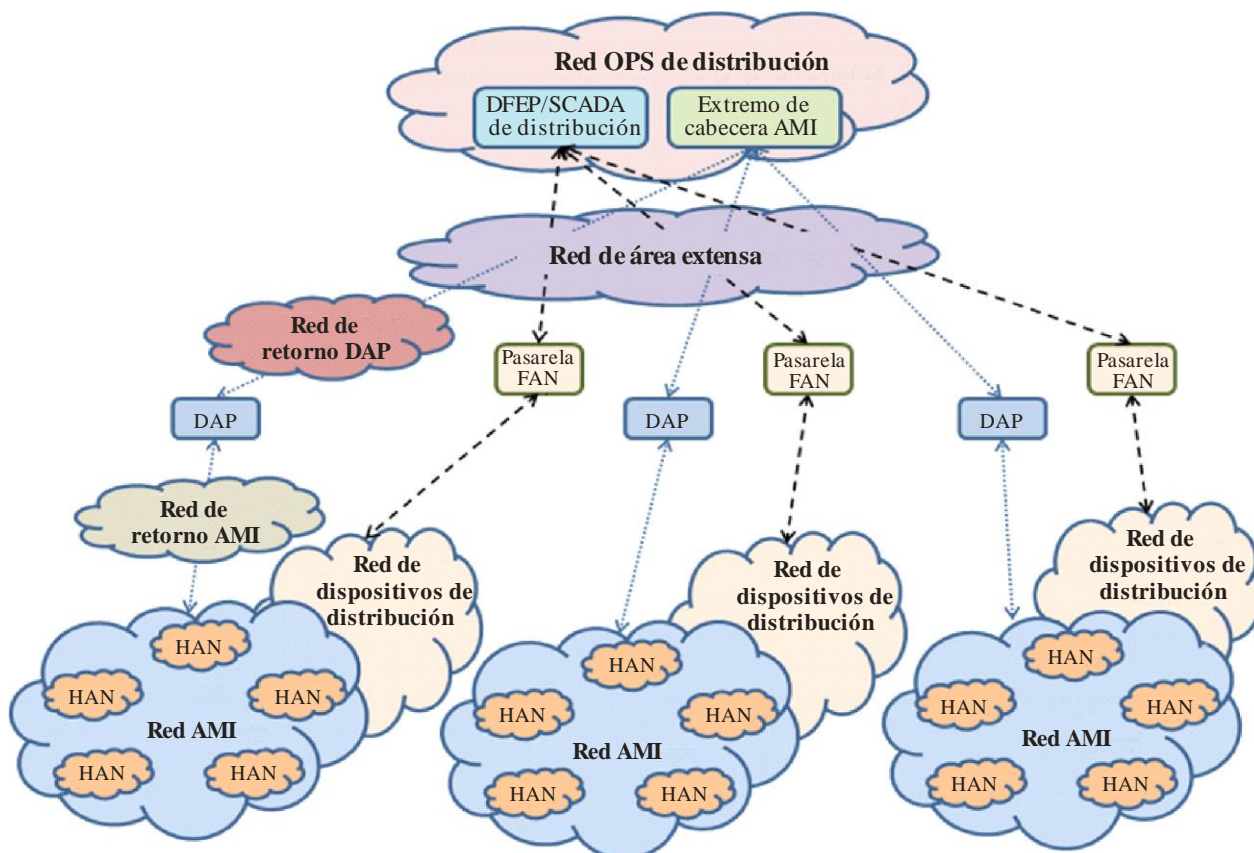 Red OPS de distribución
DFEP/SCADA
de distribución
Extremo de
cabecera AMI
Red de área extensa
Red de
retorno DAP
Pasarela
FAN
Pasarela
FAN
Pasarela
FAN
DAP
DAP
DAP
Red de
retorno AMI
Red de
dispositivos de
distribución
Red de
dispositivos de
distribución
Red de
dispositivos de
distribución
HAN
HAN
HAN
Red AMI
HAN
HAN
HAN
HAN
HAN
Red AMI
HAN
HAN
HAN
HAN
HAN
Red AMI
HAN
HAN